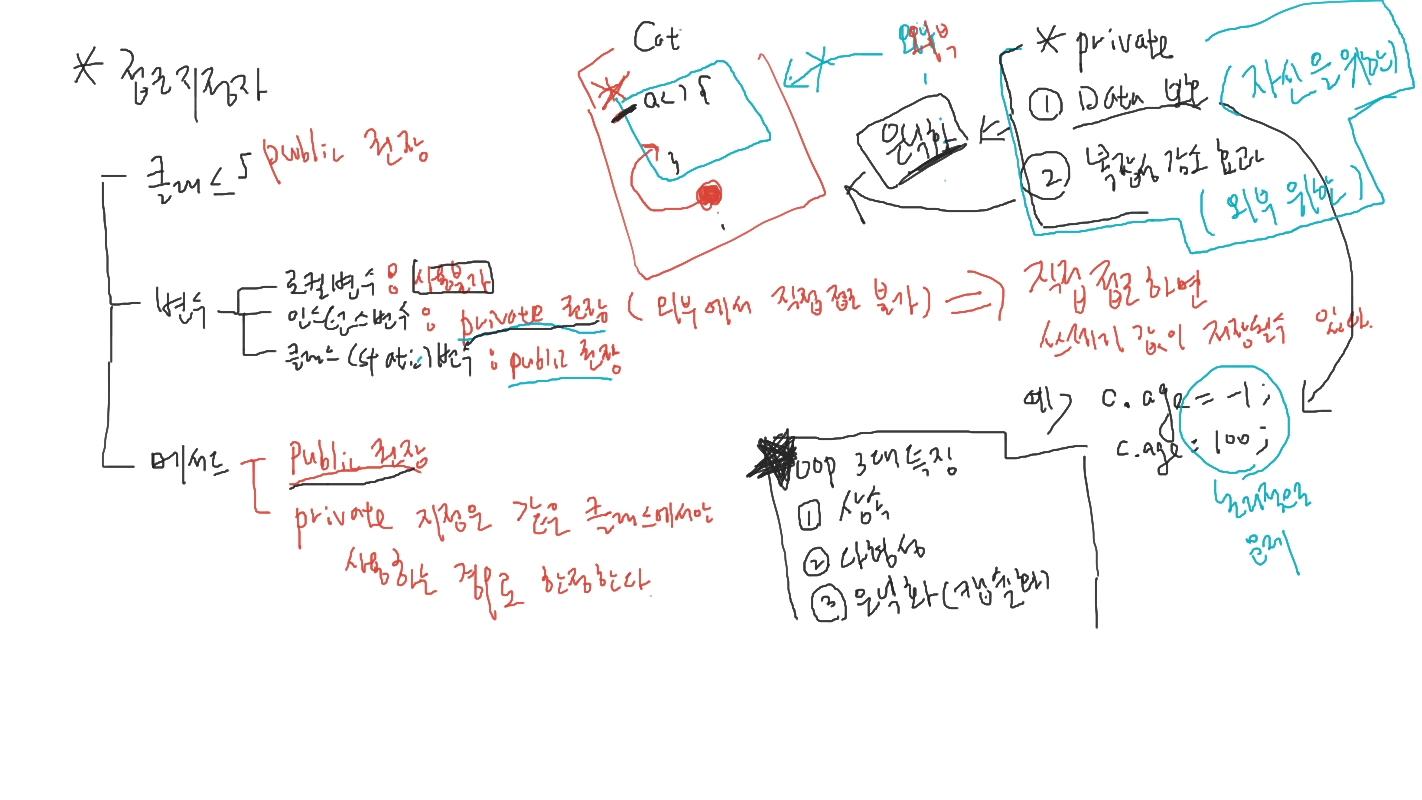 * 접근지정자
클래스
public 권장
변수
로컬변수 : 사용불가
인스턴스변수 : private 권장 (외부에서 직접접근 불가) =>
클래스(static)변수 : public 권장
직접 접근하면
쓰레기 값이 저장될수 있다.
메서드
public 권장
private 지정은 같은 클래스에서만
사용하는 경우로 한정한다
Cat
a() {
}
외부
은닉화
* private
① Data 보호
(자신을위한)
② 복잡성 감소 효과
(외부 위한)
예) c.age = -1;
c.age = 100;
논리적인
문제
OOP 3대 특징
① 상속
② 다형성
③ 은닉화(캡슐화)